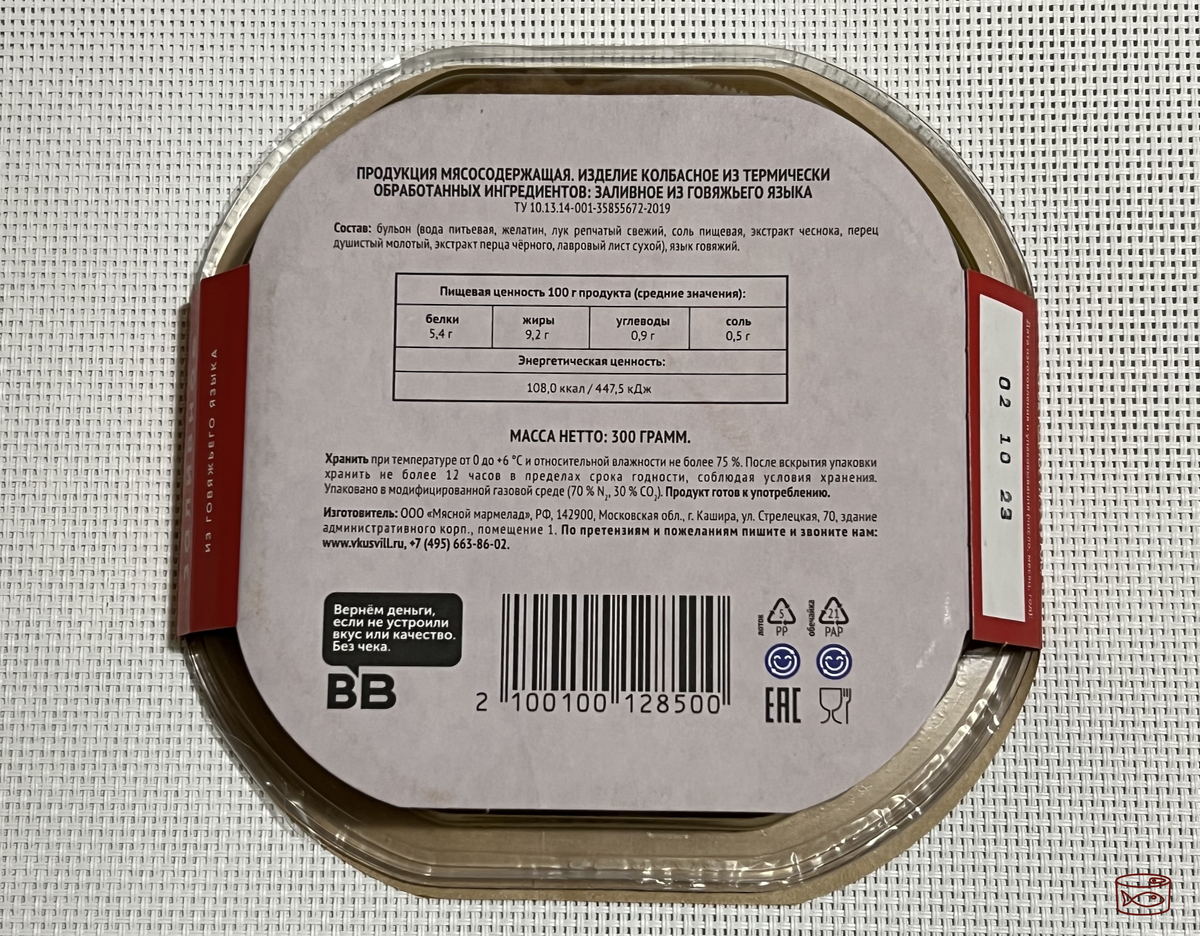 ПРОДУКЦИЯ МЯСОСОДЕРЖАЩАЯ. ИЗДЕЛИЕ КОЛБАСНОЕ ИЗ ТЕРМИЧЕСКИ
ОБРАБОТАННЫХ ИНГРЕДИЕНТОВ: ЗАЛИВНОЕ ИЗ ГОВЯЖЬЕГО ЯЗЫКА
ТУ 10.13.14-001-35855672-2019
Состав: бульон (вода питьевая, желатин, лук репчатый свежий, соль пищевая, экстракт чеснока, перец
душистый молотый, экстракт перца чёрного, лавровый лист сухой), язык говяжий.
Пищевая ценность 100 г продукта (средние значения):
белки жиры углеводы соль
5,4 г 9,2 г 0,9 г 0,5 г
Энергетическая ценность:
108,0 ккал / 447,5 кДж
МАССА НЕТТО: 300 ГРАММ.
Хранить при температуре от 0 до +6 °С и относительной влажности не более 75 %. После вскрытия упаковки
хранить не более 12 часов в пределах срока годности, соблюдая условия хранения.
Упаковано в модифицированной газовой среде (70 % N2, 30 % CO2). Продукт готов к употреблению.
Изготовитель: ООО «Мясной мармелад», РФ, 142900, Московская обл., г. Кашира, ул. Стрелецкая, 70, здание
административного корп., помещение 1. По претензиям и пожеланиям пишите и звоните нам:
www.vkusvill.ru, +7 (495) 663-86-02.
Вернём деньги,
если не устроили
вкус или качество.
Без чека.
ВВ
2 100100 128500
лоток 5 PP
обечайка 21 PAP
EAC
ИЗ ГОВЯЖЬЕГО ЯЗЫКА
02 10 23